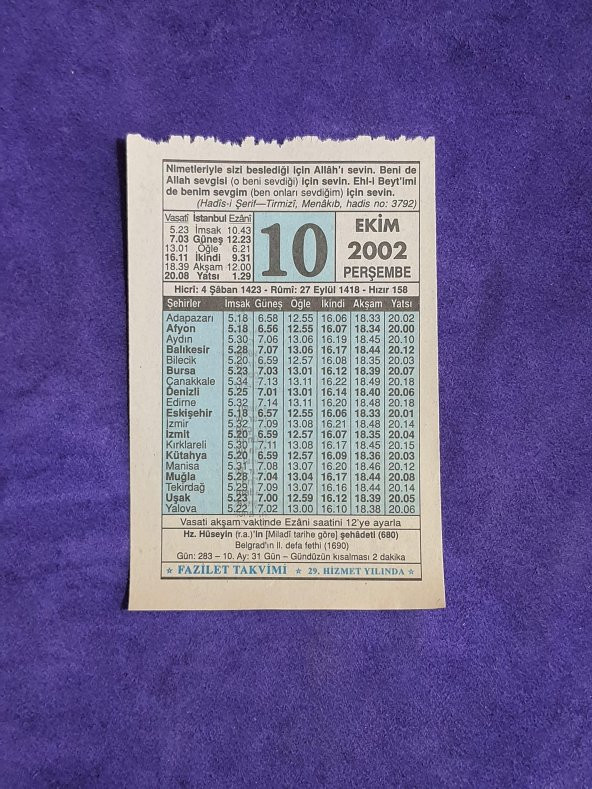 Nimetleriyle sizi beslediği için Allâh'ı sevin. Beni de
Allah sevgisi (o beni sevdiği) için sevin. Ehl-i Beyt'imi
de benim sevgim (ben onları sevdiğim) için sevin.
(Hadîs-i Şerif—Tirmizî, Menâkıb, hadis no: 3792)
Vasatî İstanbul Ezânî
5.23 İmsak 10.43
7.03 Güneş 12.23
13.01 Öğle 6.21
16.11 İkindi 9.31
18.39 Akşam 12.00
20.08 Yatsı 1.29
10
EKİM
2002
PERŞEMBE
Hicrî: 4 Şâban 1423 - Rûmî: 27 Eylül 1418 - Hızır 158
Şehirler İmsak Güneş Öğle İkindi Akşam Yatsı
Adapazarı 5.18 6.58 12.55 16.06 18.33 20.02
Afyon 5.18 6.56 12.55 16.07 18.34 20.00
Aydın 5.30 7.06 13.06 16.19 18.45 20.10
Balıkesir 5.28 7.07 13.06 16.17 18.44 20.12
Bilecik 5.20 6.59 12.57 16.08 18.35 20.03
Bursa 5.23 7.03 13.01 16.12 18.39 20.07
Çanakkale 5.34 7.13 13.11 16.22 18.49 20.18
Denizli 5.25 7.01 13.01 16.14 18.40 20.06
Edirne 5.32 7.14 13.11 16.20 18.48 20.18
Eskişehir 5.18 6.57 12.55 16.06 18.33 20.01
İzmir 5.32 7.09 13.08 16.21 18.48 20.14
İzmit 5.20 6.59 12.57 16.07 18.35 20.04
Kırklareli 5.30 7.11 13.08 16.17 18.45 20.15
Kütahya 5.20 6.59 12.57 16.09 18.36 20.03
Manisa 5.31 7.08 13.07 16.20 18.46 20.12
Muğla 5.28 7.04 13.04 16.17 18.44 20.08
Tekirdağ 5.29 7.09 13.07 16.16 18.44 20.14
Uşak 5.23 7.00 12.59 16.12 18.39 20.05
Yalova 5.22 7.02 13.00 16.10 18.38 20.06
Vasati akşam vaktinde Ezâni saatini 12'ye ayarla
Hz. Hüseyin (r.a.)'in [Miladî tarihe göre] şehâdeti (680)
Belgrad'ın II. defa fethi (1690)
Gün: 283 – 10. Ay: 31 Gün – Gündüzün kısalması 2 dakika
★ FAZİLET TAKVİMİ ★ 29. HİZMET YILINDA ★